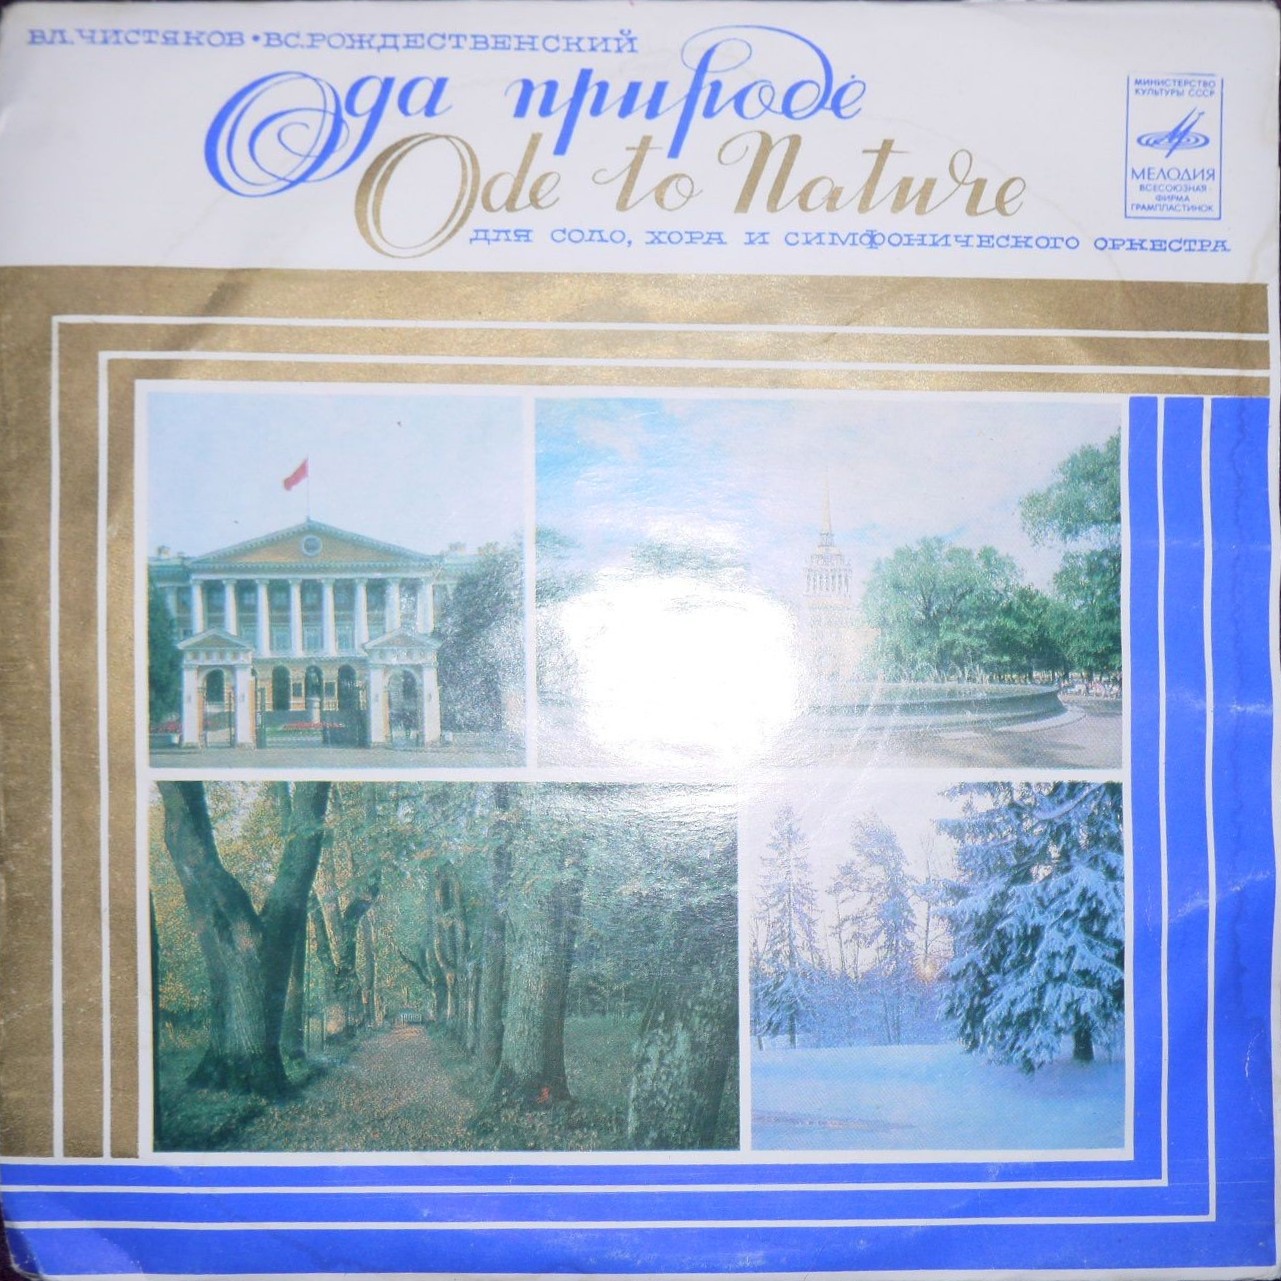 ВЛ.ЧИСТЯКОВ • ВС.РОЖДЕСТВЕНСКИЙ
Ода природе
Ode to Nature
ДЛЯ СОЛО, ХОРА И СИМФОНИЧЕСКОГО ОРКЕСТРА
МИНИСТЕРСТВО
КУЛЬТУРЫ СССР
МЕЛОДИЯ
ВСЕСОЮЗНАЯ
ФИРМА
ГРАМПЛАСТИНОК